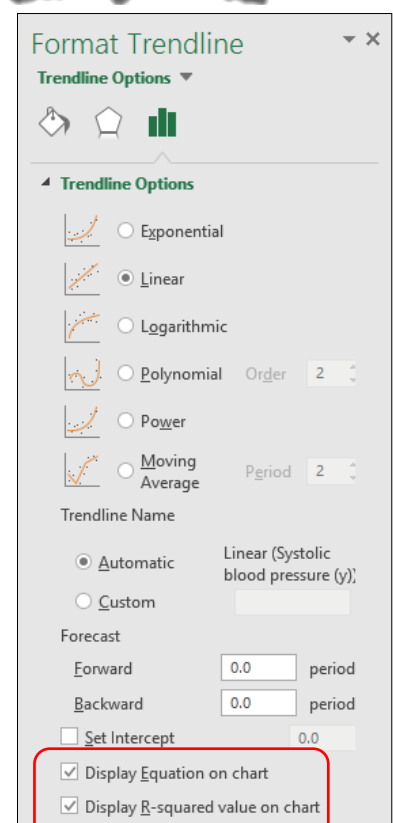 Format Trendline
Trendline Options
Trendline Options
Exponential
Linear
Logarithmic
Polynomial Order 2
Power
Moving
Average
Period 2
Trendline Name
Automatic
Linear (Systolic
blood pressure (y))
Custom
Forecast
Forward 0.0 period
Backward 0.0 period
Set Intercept 0.0
Display Equation on chart
Display R-squared value on chart